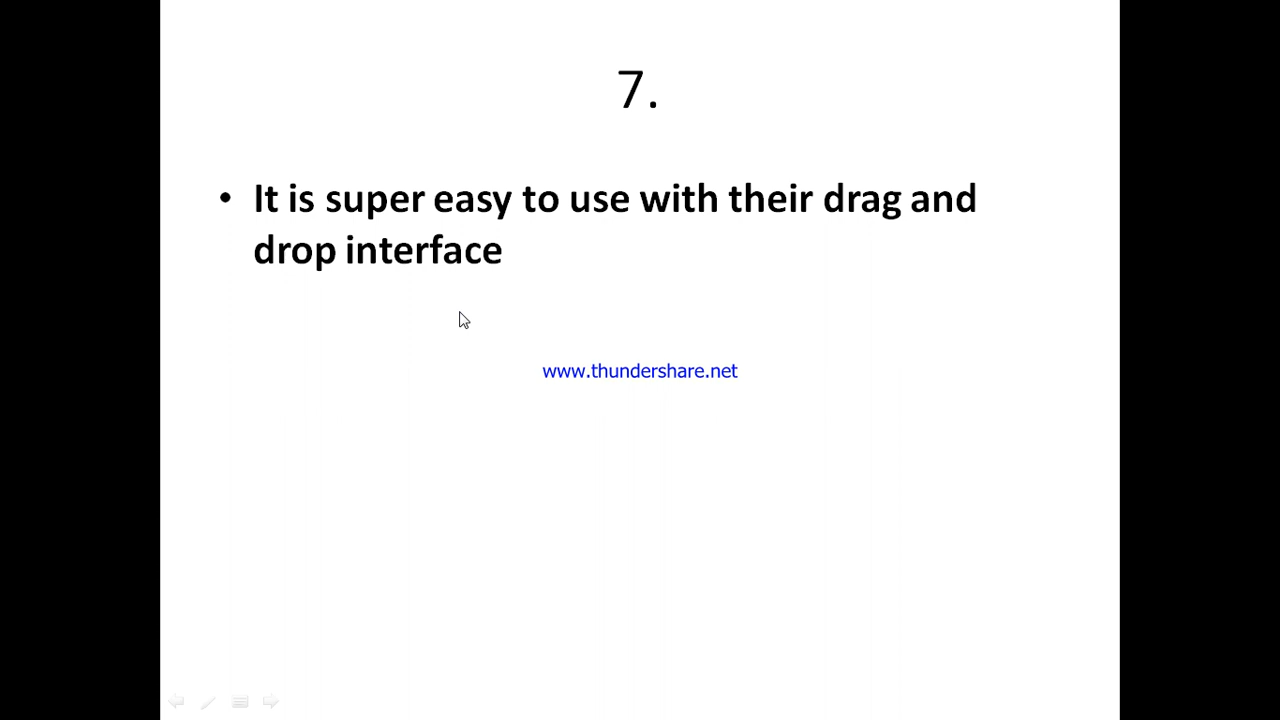 7.
• It is super easy to use with their drag and
drop interface
www.thundershare.net